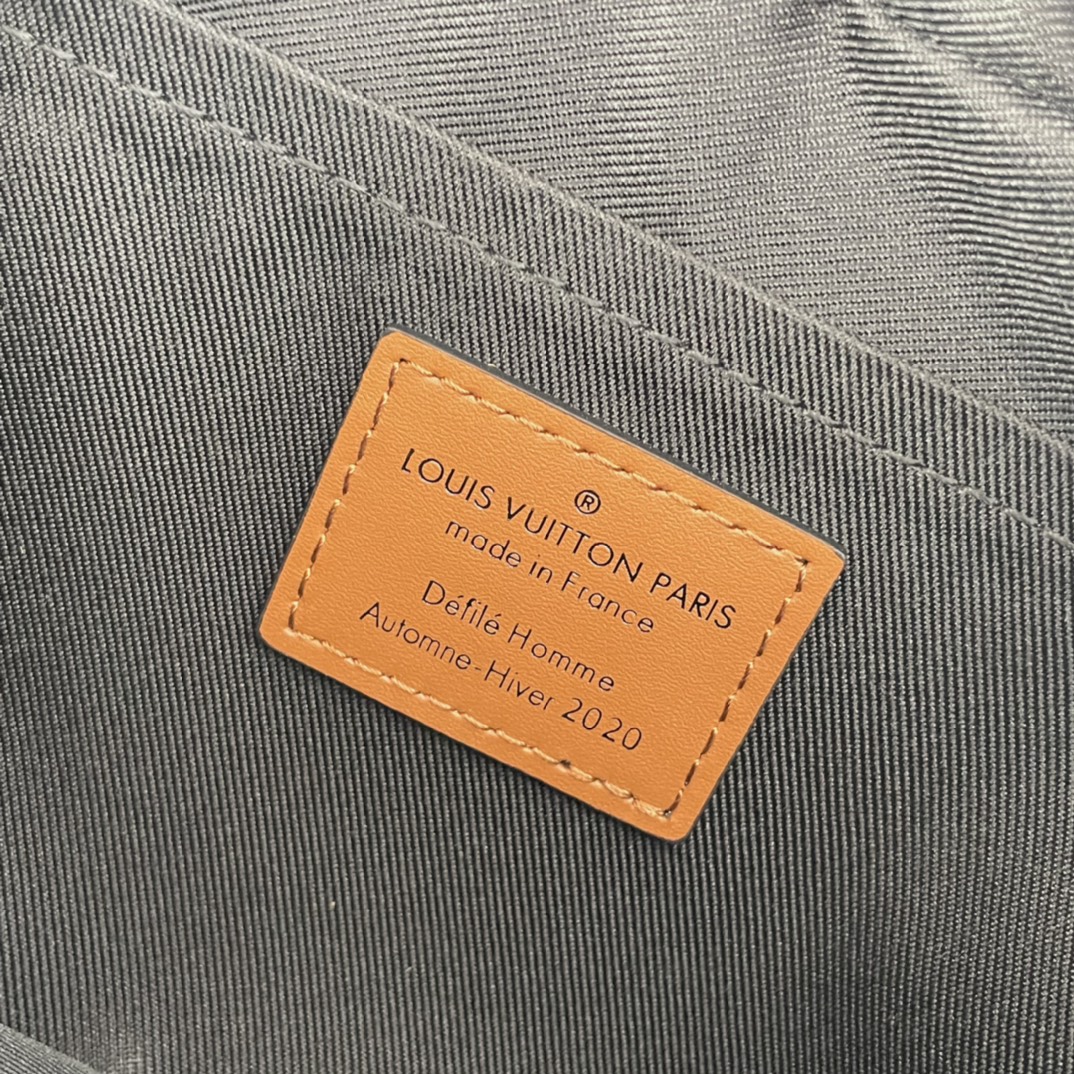 ®
LOUIS VUITTON PARIS
made in France
Défilé Homme
Automne-Hiver 2020